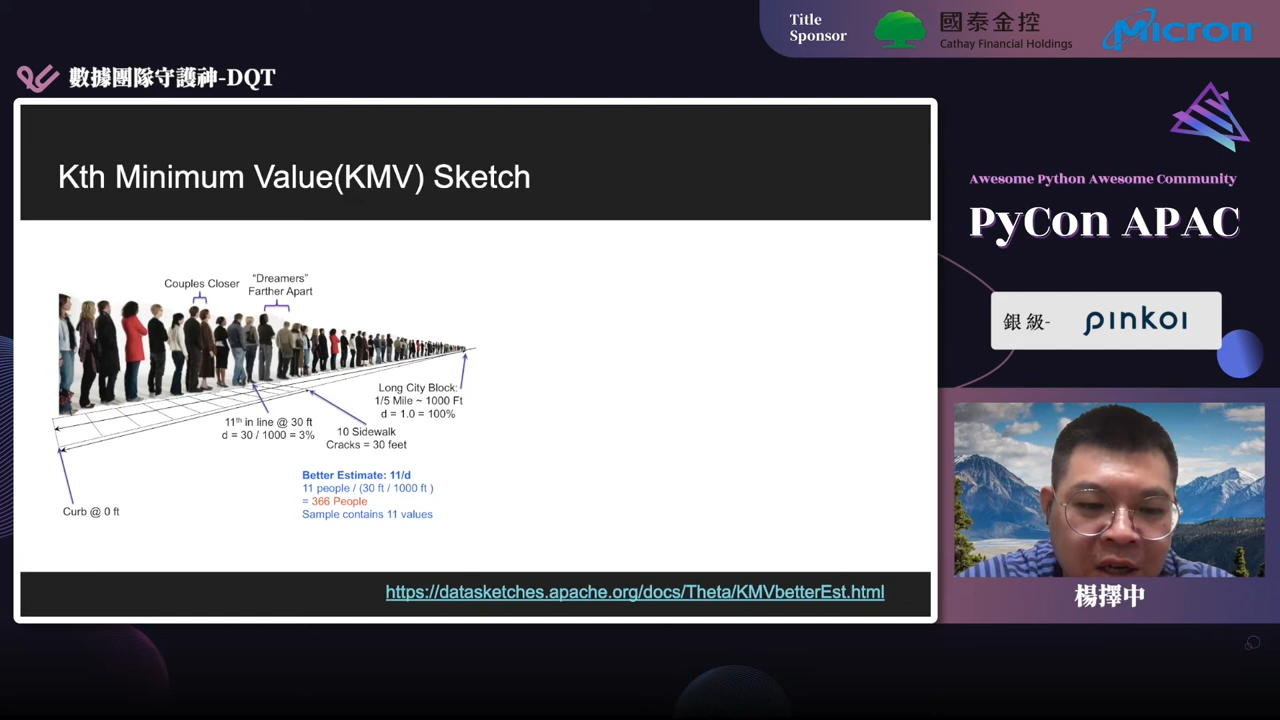 Title
Sponsor
國泰金控
Cathay Financial Holdings
Micron
數據團隊守護神-DQT
Kth Minimum Value(KMV) Sketch
Couples Closer
“Dreamers”
Farther Apart
Long City Block:
1/5 Mile ~ 1000 Ft
d = 1.0 = 100%
11th in line @ 30 ft
d = 30 / 1000 = 3%
10 Sidewalk
Cracks = 30 feet
Better Estimate: 11/d
11 people / (30 ft / 1000 ft )
= 366 People
Sample contains 11 values
Curb @ 0 ft
https://datasketches.apache.org/docs/Theta/KMVbetterEst.html
Awesome Python Awesome Community
PyCon APAC
銀級- pinkoi
楊擇中